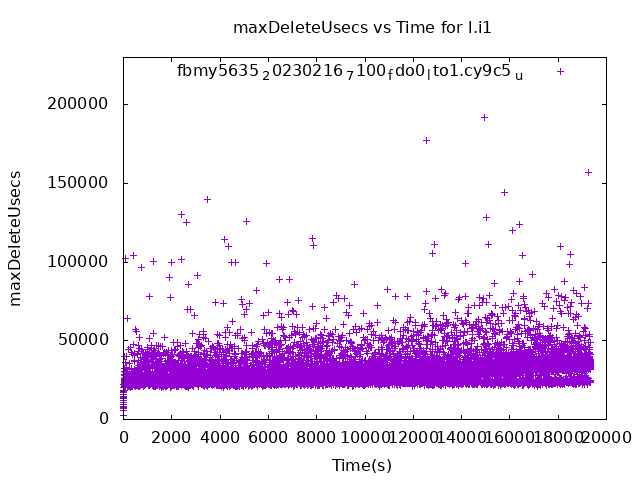 maxDeleteUsecs vs Time for l.i1
fbmy5635₂0230216₇100_fdo0_lto1.cy9c5_u
200000
150000
100000
50000
0
maxDeleteUsecs
0 2000 4000 6000 8000 10000 12000 14000 16000 18000 20000
Time(s)